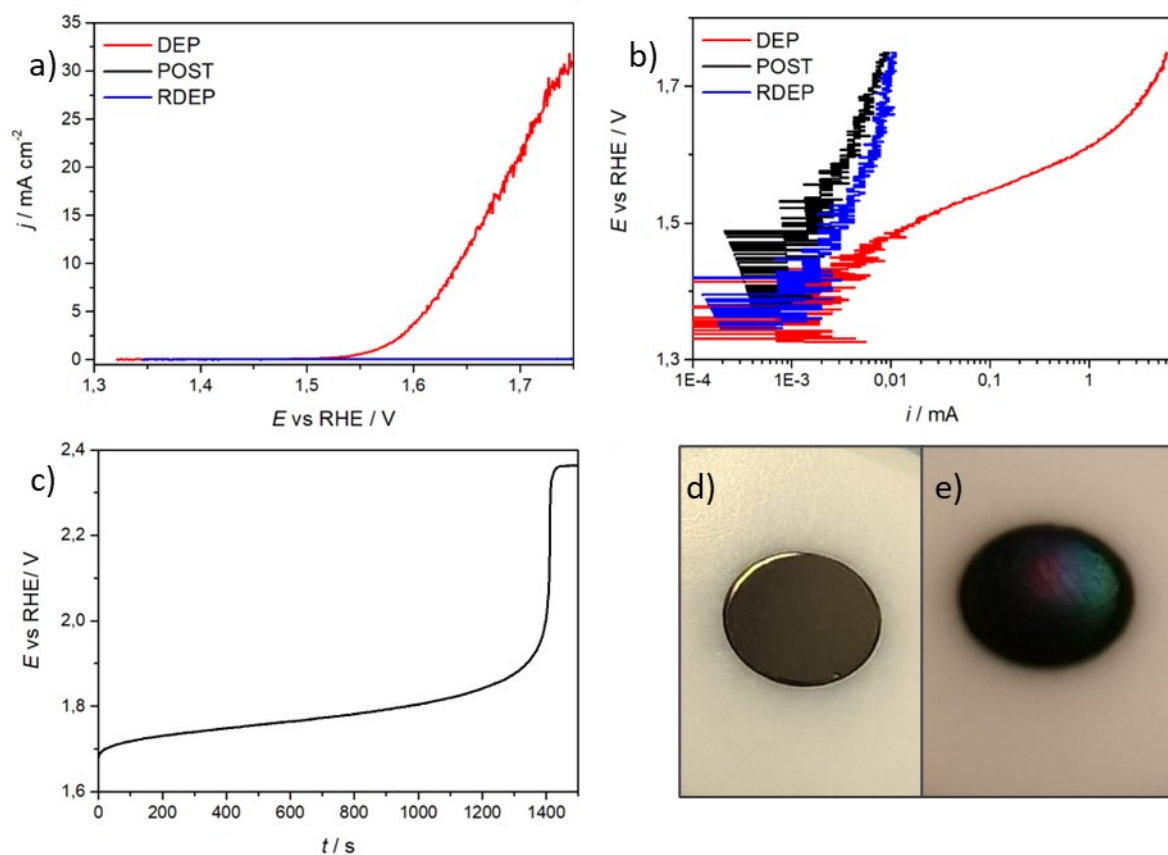 a)
35
30
25
20
15
10
5
0
j / mA cm⁻²
DEP
POST
RDEP
1,3
1,4
1,5
1,6
1,7
E vs RHE / V
b)
1,7
1,5
1,3
E vs RHE / V
DEP
POST
RDEP
1E-4
1E-3
0,01
0,1
1
i / mA
c)
2,4
2,2
2,0
1,8
1,6
E vs RHE/ V
0
200
400
600
800
1000
1200
1400
t / s
d)
e)